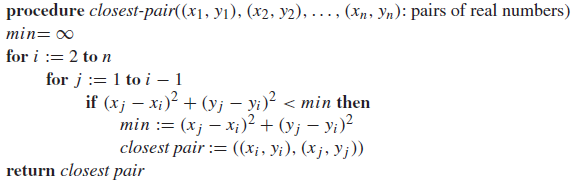 procedure closest-pair((x₁, y₁), (x₂, y₂), . . . , (xₙ, yₙ): pairs of real numbers)
min= ∞
for i := 2 to n
for j := 1 to i − 1
if (xⱼ − xᵢ)² + (yⱼ − yᵢ)² < min then
min := (xⱼ − xᵢ)² + (yⱼ − yᵢ)²
closest pair := ((xᵢ, yᵢ), (xⱼ, yⱼ))
return closest pair